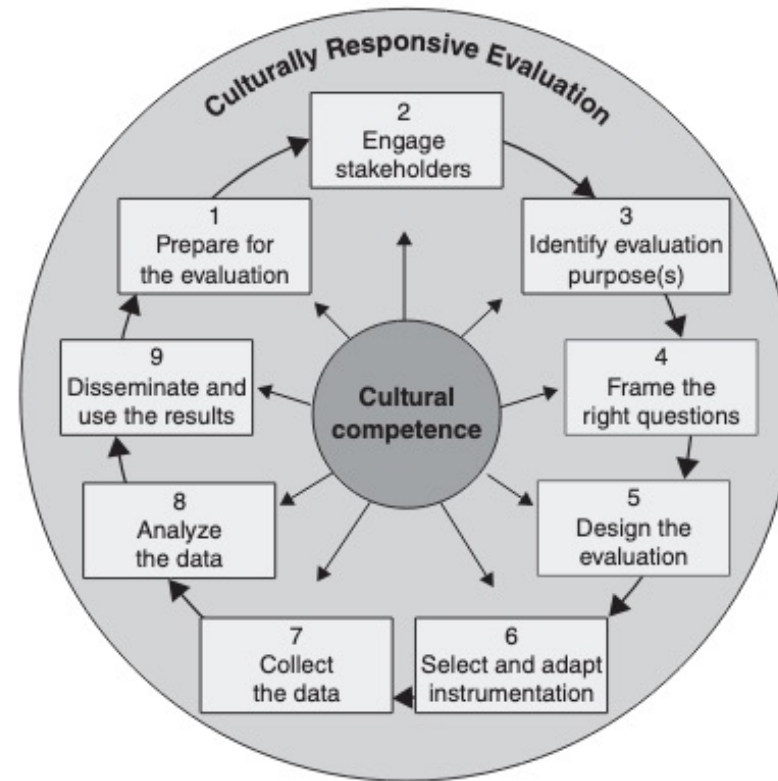 Culturally Responsive Evaluation
1
Prepare for
the evaluation
2
Engage
stakeholders
3
Identify evaluation
purpose(s)
4
Frame the
right questions
5
Design the
evaluation
6
Select and adapt
instrumentation
7
Collect
the data
8
Analyze
the data
9
Disseminate and
use the results
Cultural
competence